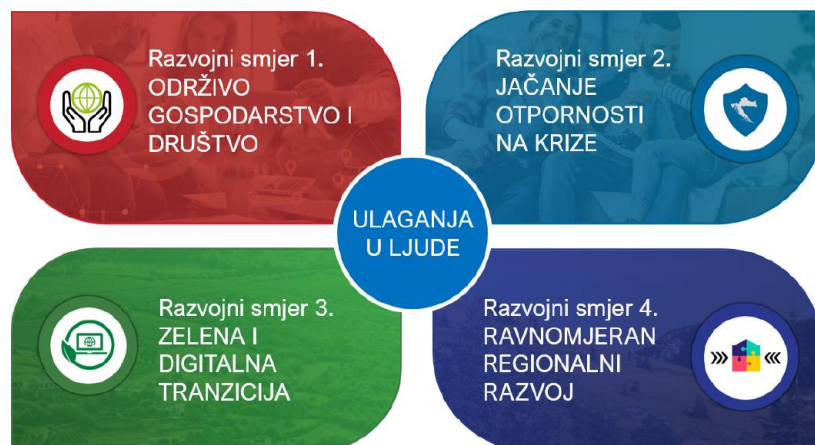 Razvojni smjer 1.
ODRŽIVO
GOSPODARSTVO I
DRUŠTVO
Razvojni smjer 2.
JAČANJE
OTPORNOSTI
NA KRIZE
ULAGANJA
U LJUDE
Razvojni smjer 3.
ZELENA I
DIGITALNA
TRANZICIJA
Razvojni smjer 4.
RAVNOMJERAN
REGIONALNI
RAZVOJ